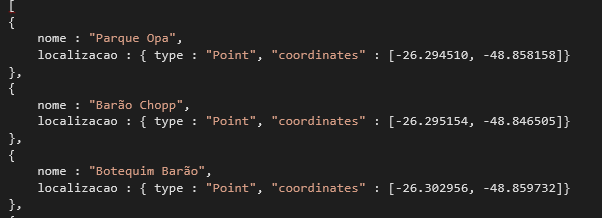 [
{
nome : "Parque Opa",
localizacao : { type : "Point", "coordinates" : [-26.294510, -48.858158]}
},
{
nome : "Barão Chopp",
localizacao : { type : "Point", "coordinates" : [-26.295154, -48.846505]}
},
{
nome : "Botequim Barão",
localizacao : { type : "Point", "coordinates" : [-26.302956, -48.859732]}
},